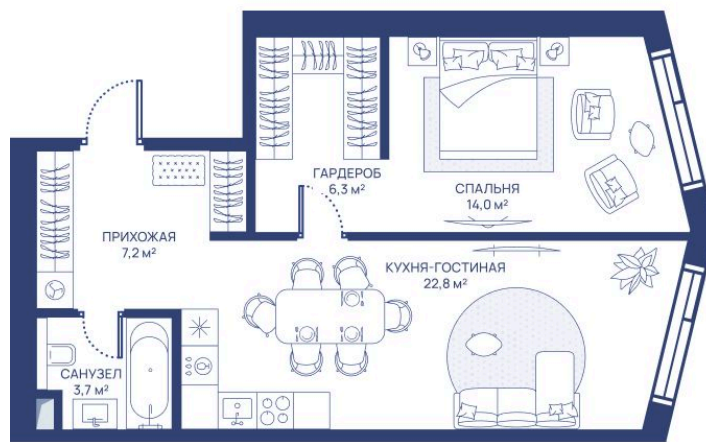 ГАРДЕРОБ
6,3 м²
СПАЛЬНЯ
14,0 м²
ПРИХОЖАЯ
7,2 м²
КУХНЯ-ГОСТИНАЯ
22,8 м²
САНУЗЕЛ
3,7 м²